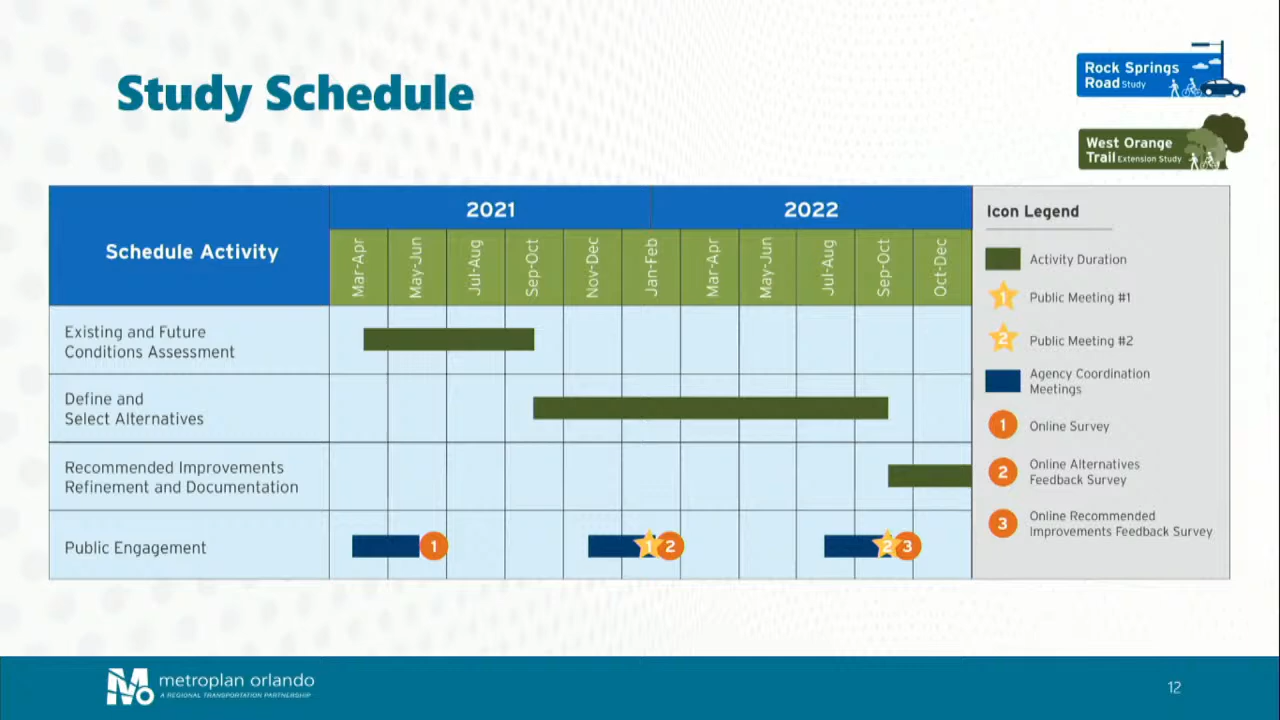 Study Schedule
Rock Springs
Road Study
West Orange
Trail Extension Study
Schedule Activity
2021
2022
Mar-Apr
May-Jun
Jul-Aug
Sep-Oct
Nov-Dec
Jan-Feb
Mar-Apr
May-Jun
Jul-Aug
Sep-Oct
Oct-Dec
Existing and Future
Conditions Assessment
Define and
Select Alternatives
Recommended Improvements
Refinement and Documentation
Public Engagement
1
1
2
2
3
Icon Legend
Activity Duration
1
Public Meeting #1
2
Public Meeting #2
Agency Coordination
Meetings
1
Online Survey
2
Online Alternatives
Feedback Survey
3
Online Recommended
Improvements Feedback Survey
metroplan orlando
A REGIONAL TRANSPORTATION PARTNERSHIP
12